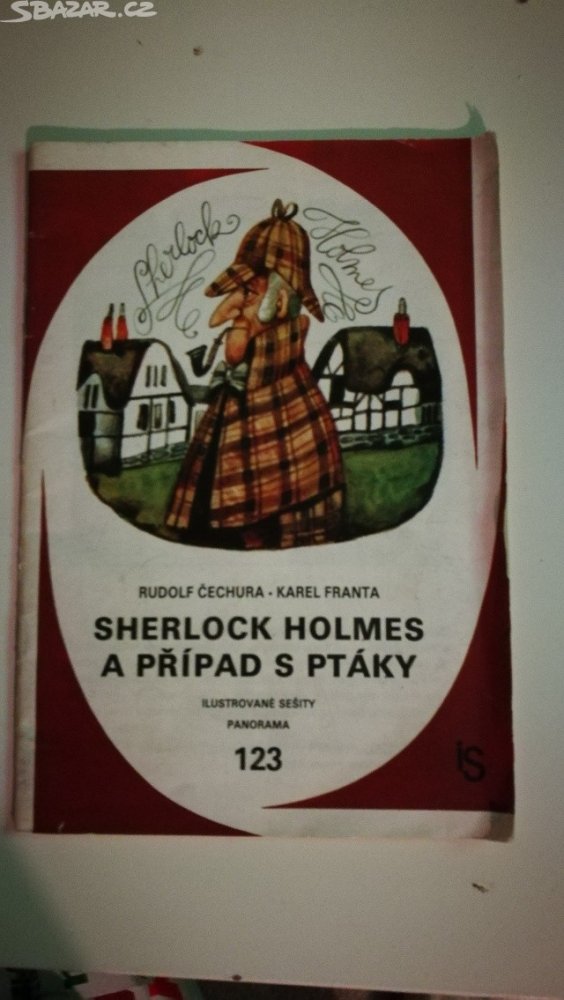 SBAZAR.CZ
Sherlock Holmes
RUDOLF ČECHURA - KAREL FRANTA
SHERLOCK HOLMES
A PŘÍPAD S PTÁKY
ILUSTROVANÉ SEŠITY
PANORAMA
123
IS